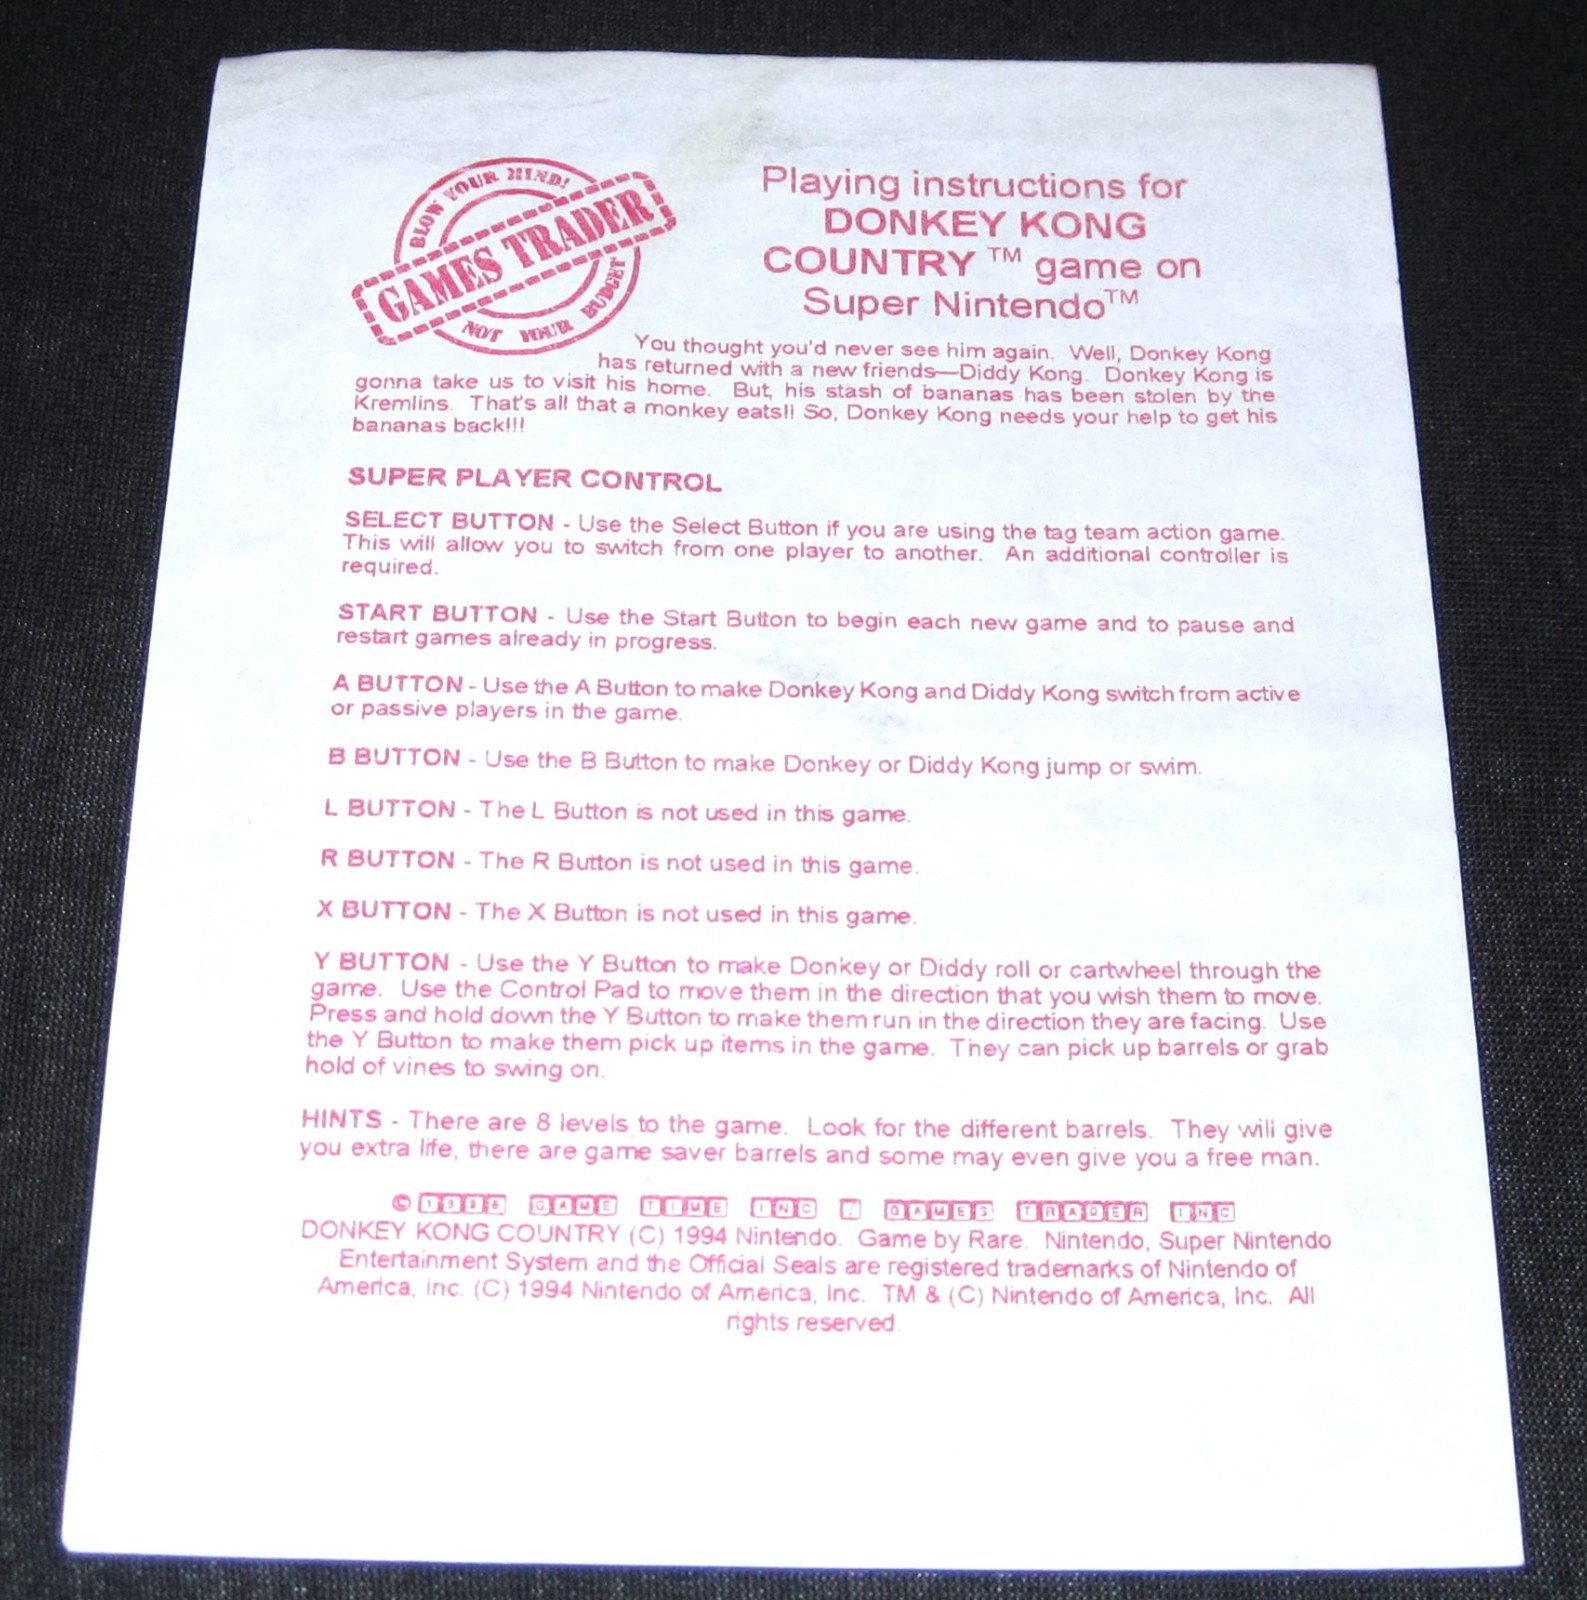 BLOW YOUR MIND!
GAMES TRADER
NOT YOUR BUDGET
Playing instructions for
DONKEY KONG
COUNTRY ™ game on
Super Nintendo™
You thought you'd never see him again. Well, Donkey Kong
has returned with a new friends—Diddy Kong. Donkey Kong is
gonna take us to visit his home. But, his stash of bananas has been stolen by the
Kremlins. That's all that a monkey eats!! So, Donkey Kong needs your help to get his
bananas back!!!
SUPER PLAYER CONTROL
SELECT BUTTON - Use the Select Button if you are using the tag team action game.
This will allow you to switch from one player to another. An additional controller is
required.
START BUTTON - Use the Start Button to begin each new game and to pause and
restart games already in progress.
A BUTTON - Use the A Button to make Donkey Kong and Diddy Kong switch from active
or passive players in the game.
B BUTTON - Use the B Button to make Donkey or Diddy Kong jump or swim.
L BUTTON - The L Button is not used in this game.
R BUTTON - The R Button is not used in this game.
X BUTTON - The X Button is not used in this game.
Y BUTTON - Use the Y Button to make Donkey or Diddy roll or cartwheel through the
game. Use the Control Pad to move them in the direction that you wish them to move.
Press and hold down the Y Button to make them run in the direction they are facing. Use
the Y Button to make them pick up items in the game. They can pick up barrels or grab
hold of vines to swing on.
HINTS - There are 8 levels to the game. Look for the different barrels. They will give
you extra life, there are game saver barrels and some may even give you a free man.
© GAME TIME INC / GAMES TRADER INC
DONKEY KONG COUNTRY (C) 1994 Nintendo. Game by Rare. Nintendo, Super Nintendo
Entertainment System and the Official Seals are registered trademarks of Nintendo of
America, Inc. (C) 1994 Nintendo of America, Inc. TM & (C) Nintendo of America, Inc. All
rights reserved.